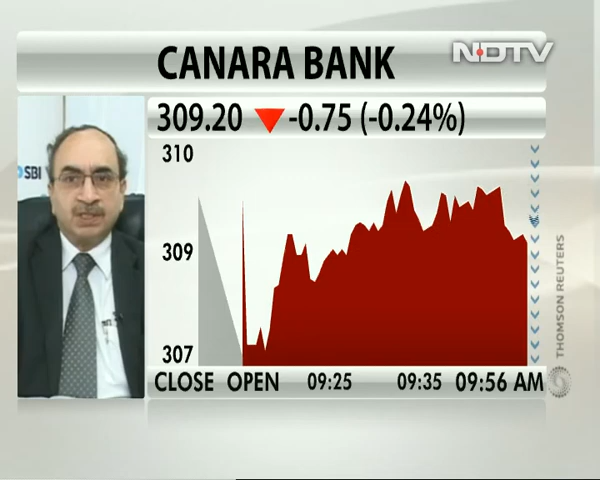 CANARA BANK
NDTV
309.20 -0.75 (-0.24%)
SBI
310
309
307
THOMSON REUTERS
CLOSE OPEN 09:25 09:35 09:56 AM